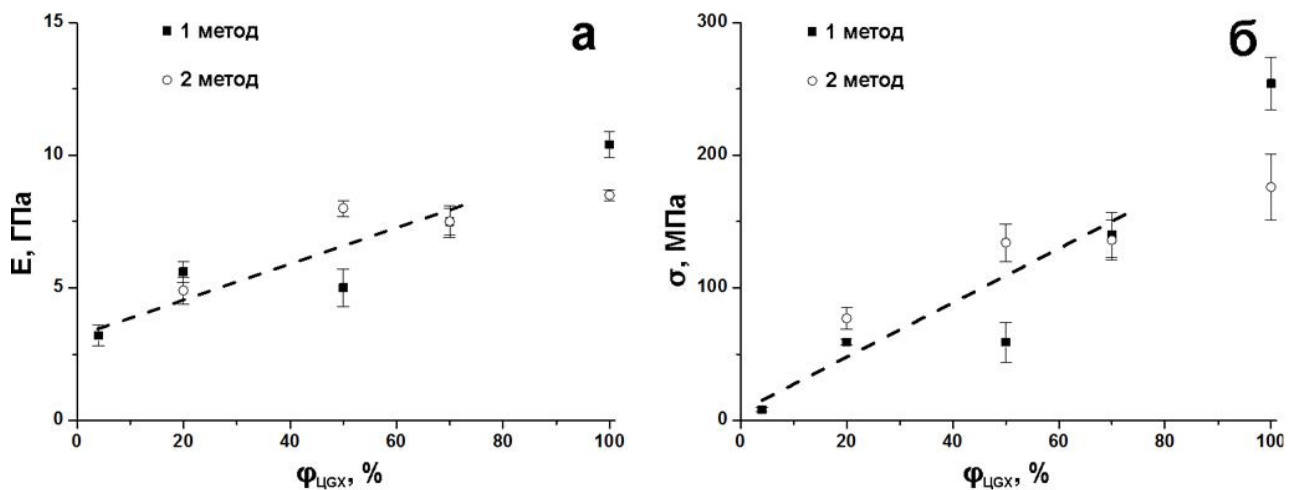 а
■ 1 метод
○ 2 метод
E, ГПа
15
10
5
0
0 20 40 60 80 100
φцGX, %
б
■ 1 метод
○ 2 метод
σ, МПа
300
200
100
0
0 20 40 60 80 100
φцGX, %